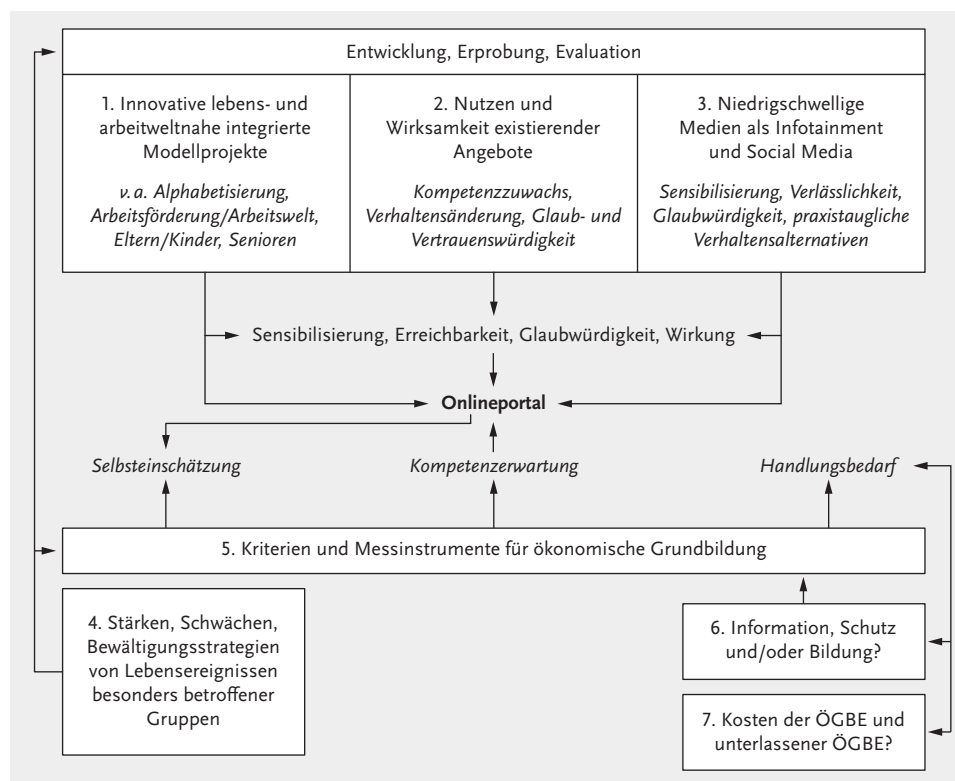 Entwicklung, Erprobung, Evaluation
1. Innovative lebens- und
arbeitweltnahe integrierte
Modellprojekte
v. a. Alphabetisierung,
Arbeitsförderung/Arbeitswelt,
Eltern/Kinder, Senioren
2. Nutzen und
Wirksamkeit existierender
Angebote
Kompetenzzuwachs,
Verhaltensänderung, Glaub- und
Vertrauenswürdigkeit
3. Niedrigschwellige
Medien als Infotainment
und Social Media
Sensibilisierung, Verlässlichkeit,
Glaubwürdigkeit, praxistaugliche
Verhaltensalternativen
Sensibilisierung, Erreichbarkeit, Glaubwürdigkeit, Wirkung
Onlineportal
Selbsteinschätzung
Kompetenzerwartung
Handlungsbedarf
5. Kriterien und Messinstrumente für ökonomische Grundbildung
4. Stärken, Schwächen,
Bewältigungsstrategien
von Lebensereignissen
besonders betroffener
Gruppen
6. Information, Schutz
und/oder Bildung?
7. Kosten der ÖGBE und
unterlassener ÖGBE?